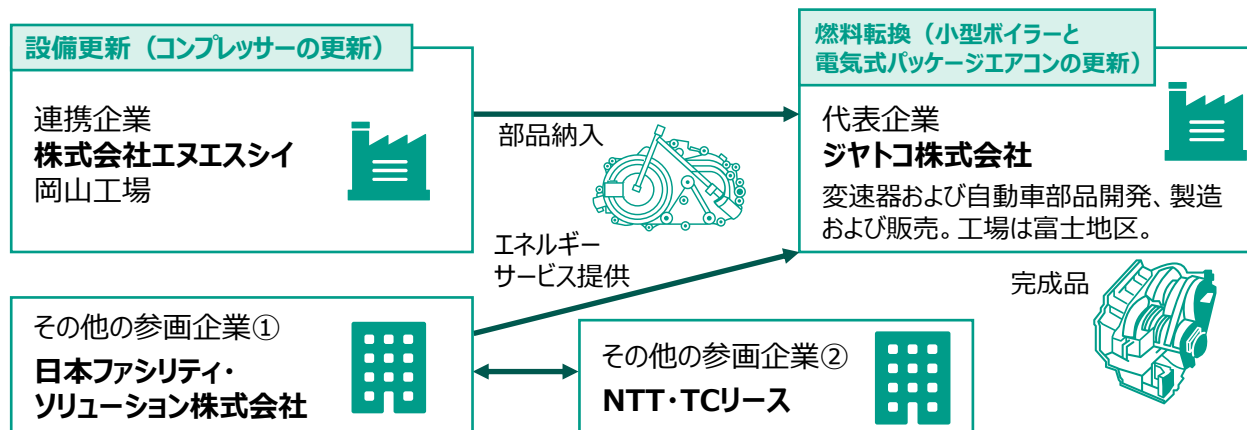 設備更新（コンプレッサーの更新）
連携企業
株式会社エヌエスシイ
岡山工場
部品納入
燃料転換（小型ボイラーと
電気式パッケージエアコンの更新）
代表企業
ジヤトコ株式会社
変速器および自動車部品開発、製造
および販売。工場は富士地区。
エネルギー
サービス提供
完成品
その他の参画企業①
日本ファシリティ・
ソリューション株式会社
その他の参画企業②
NTT・TCリース